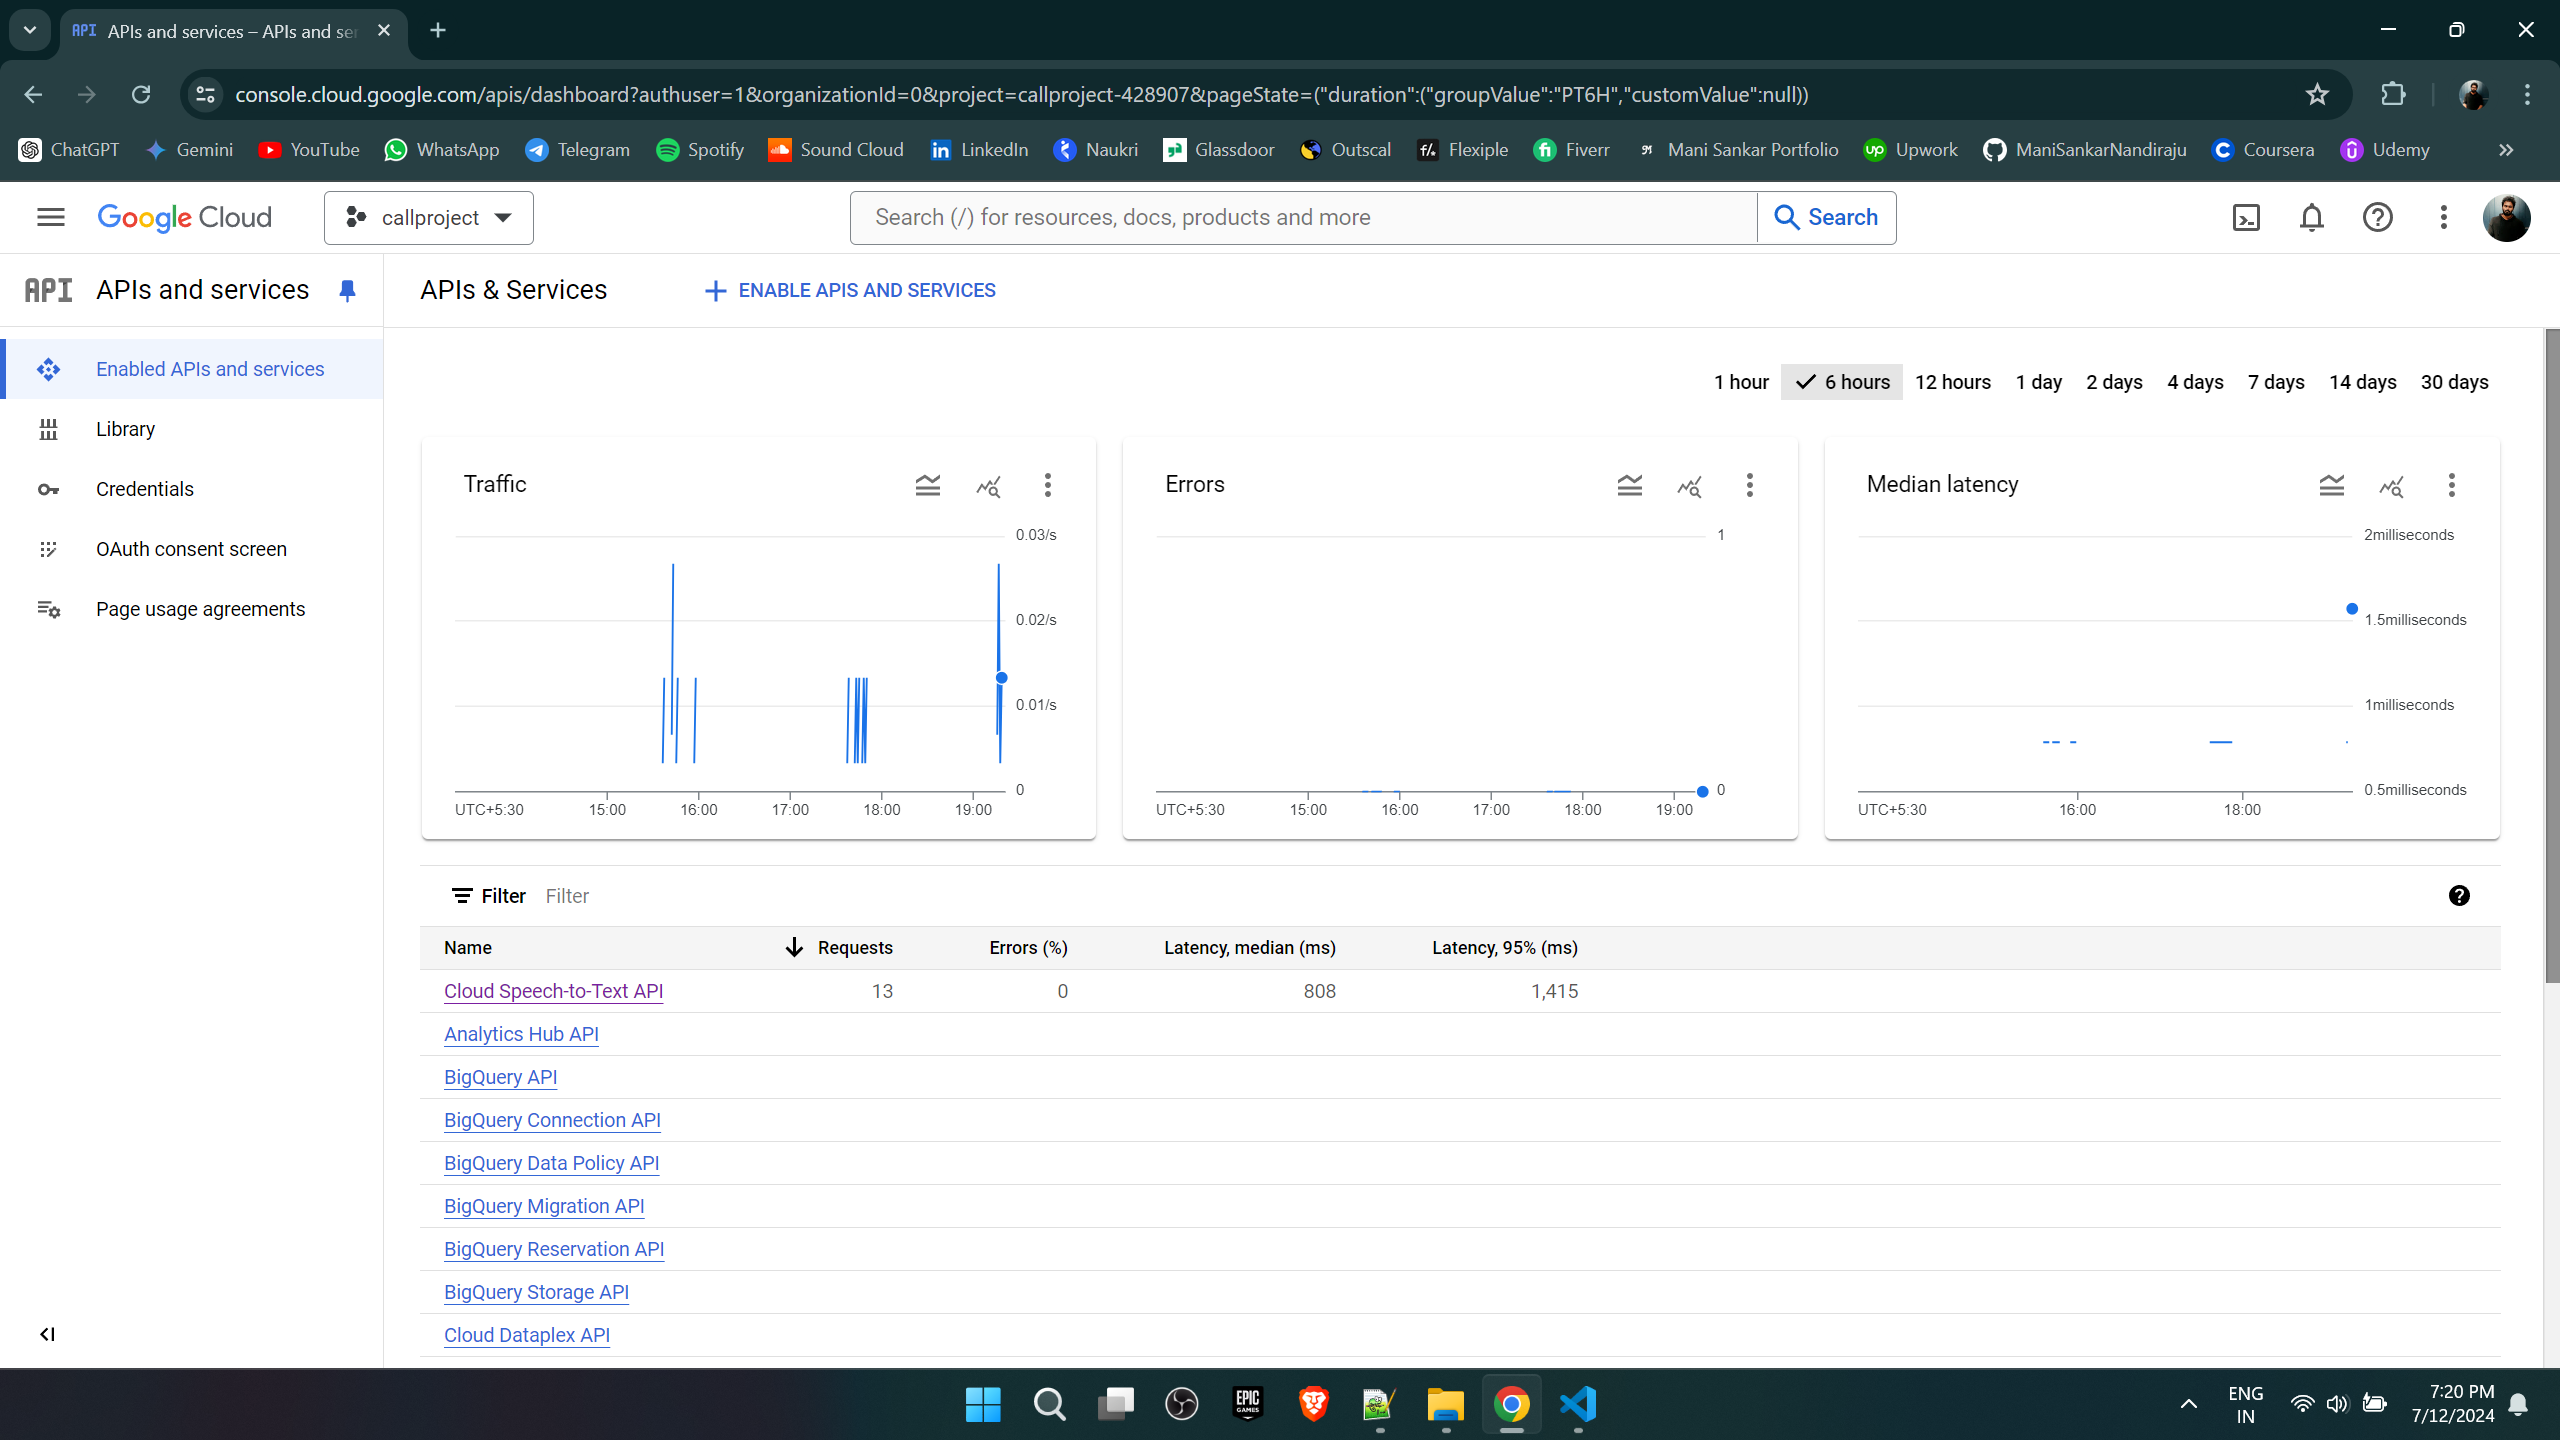 API APIs and services – APIs and ser
console.cloud.google.com/apis/dashboard?authuser=1&organizationId=0&project=callproject-428907&pageState=("duration":("groupValue":"PT6H","customValue":null))
ChatGPT Gemini YouTube WhatsApp Telegram Spotify Sound Cloud LinkedIn Naukri Glassdoor Outscal Flexiple Fiverr Mani Sankar Portfolio Upwork ManiSankarNandiraju Coursera Udemy
Google Cloud callproject Search (/) for resources, docs, products and more Search
API APIs and services APIs & Services ENABLE APIS AND SERVICES
Enabled APIs and services
Library
Credentials
OAuth consent screen
Page usage agreements
1 hour 6 hours 12 hours 1 day 2 days 4 days 7 days 14 days 30 days
Traffic
0.03/s
0.02/s
0.01/s
0
UTC+5:30 15:00 16:00 17:00 18:00 19:00
Errors
1
0
UTC+5:30 15:00 16:00 17:00 18:00 19:00
Median latency
2milliseconds
1.5milliseconds
1milliseconds
0.5milliseconds
UTC+5:30 16:00 18:00
Filter Filter
Name Requests Errors (%) Latency, median (ms) Latency, 95% (ms)
Cloud Speech-to-Text API 13 0 808 1,415
Analytics Hub API
BigQuery API
BigQuery Connection API
BigQuery Data Policy API
BigQuery Migration API
BigQuery Reservation API
BigQuery Storage API
Cloud Dataplex API
EPIC GAMES
ENG
IN
7:20 PM
7/12/2024